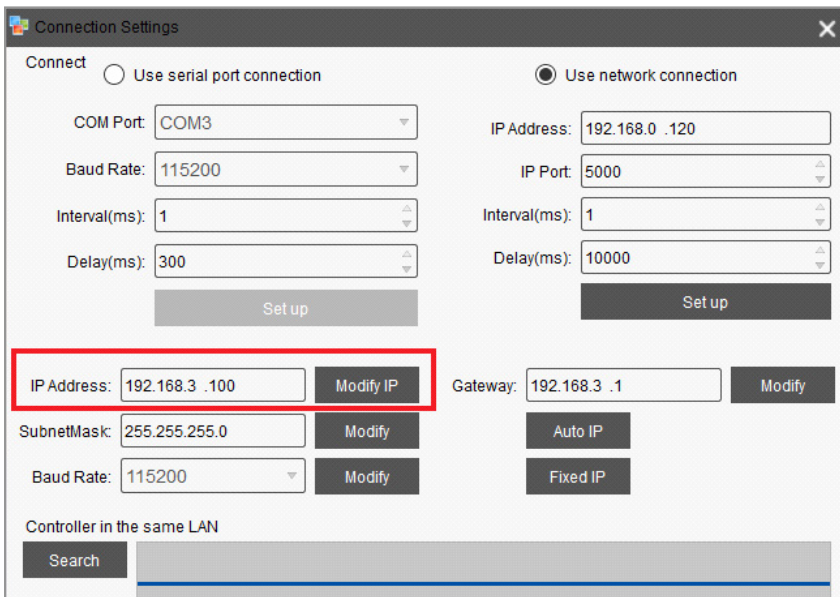 Connection Settings
Connect
Use serial port connection
Use network connection
COM Port: COM3
IP Address: 192.168.0 .120
Baud Rate: 115200
IP Port: 5000
Interval(ms): 1
Interval(ms): 1
Delay(ms): 300
Delay(ms): 10000
Set up
Set up
IP Address: 192.168.3 .100 Modify IP
Gateway: 192.168.3 .1 Modify
SubnetMask: 255.255.255.0 Modify
Auto IP
Baud Rate: 115200 Modify
Fixed IP
Controller in the same LAN
Search